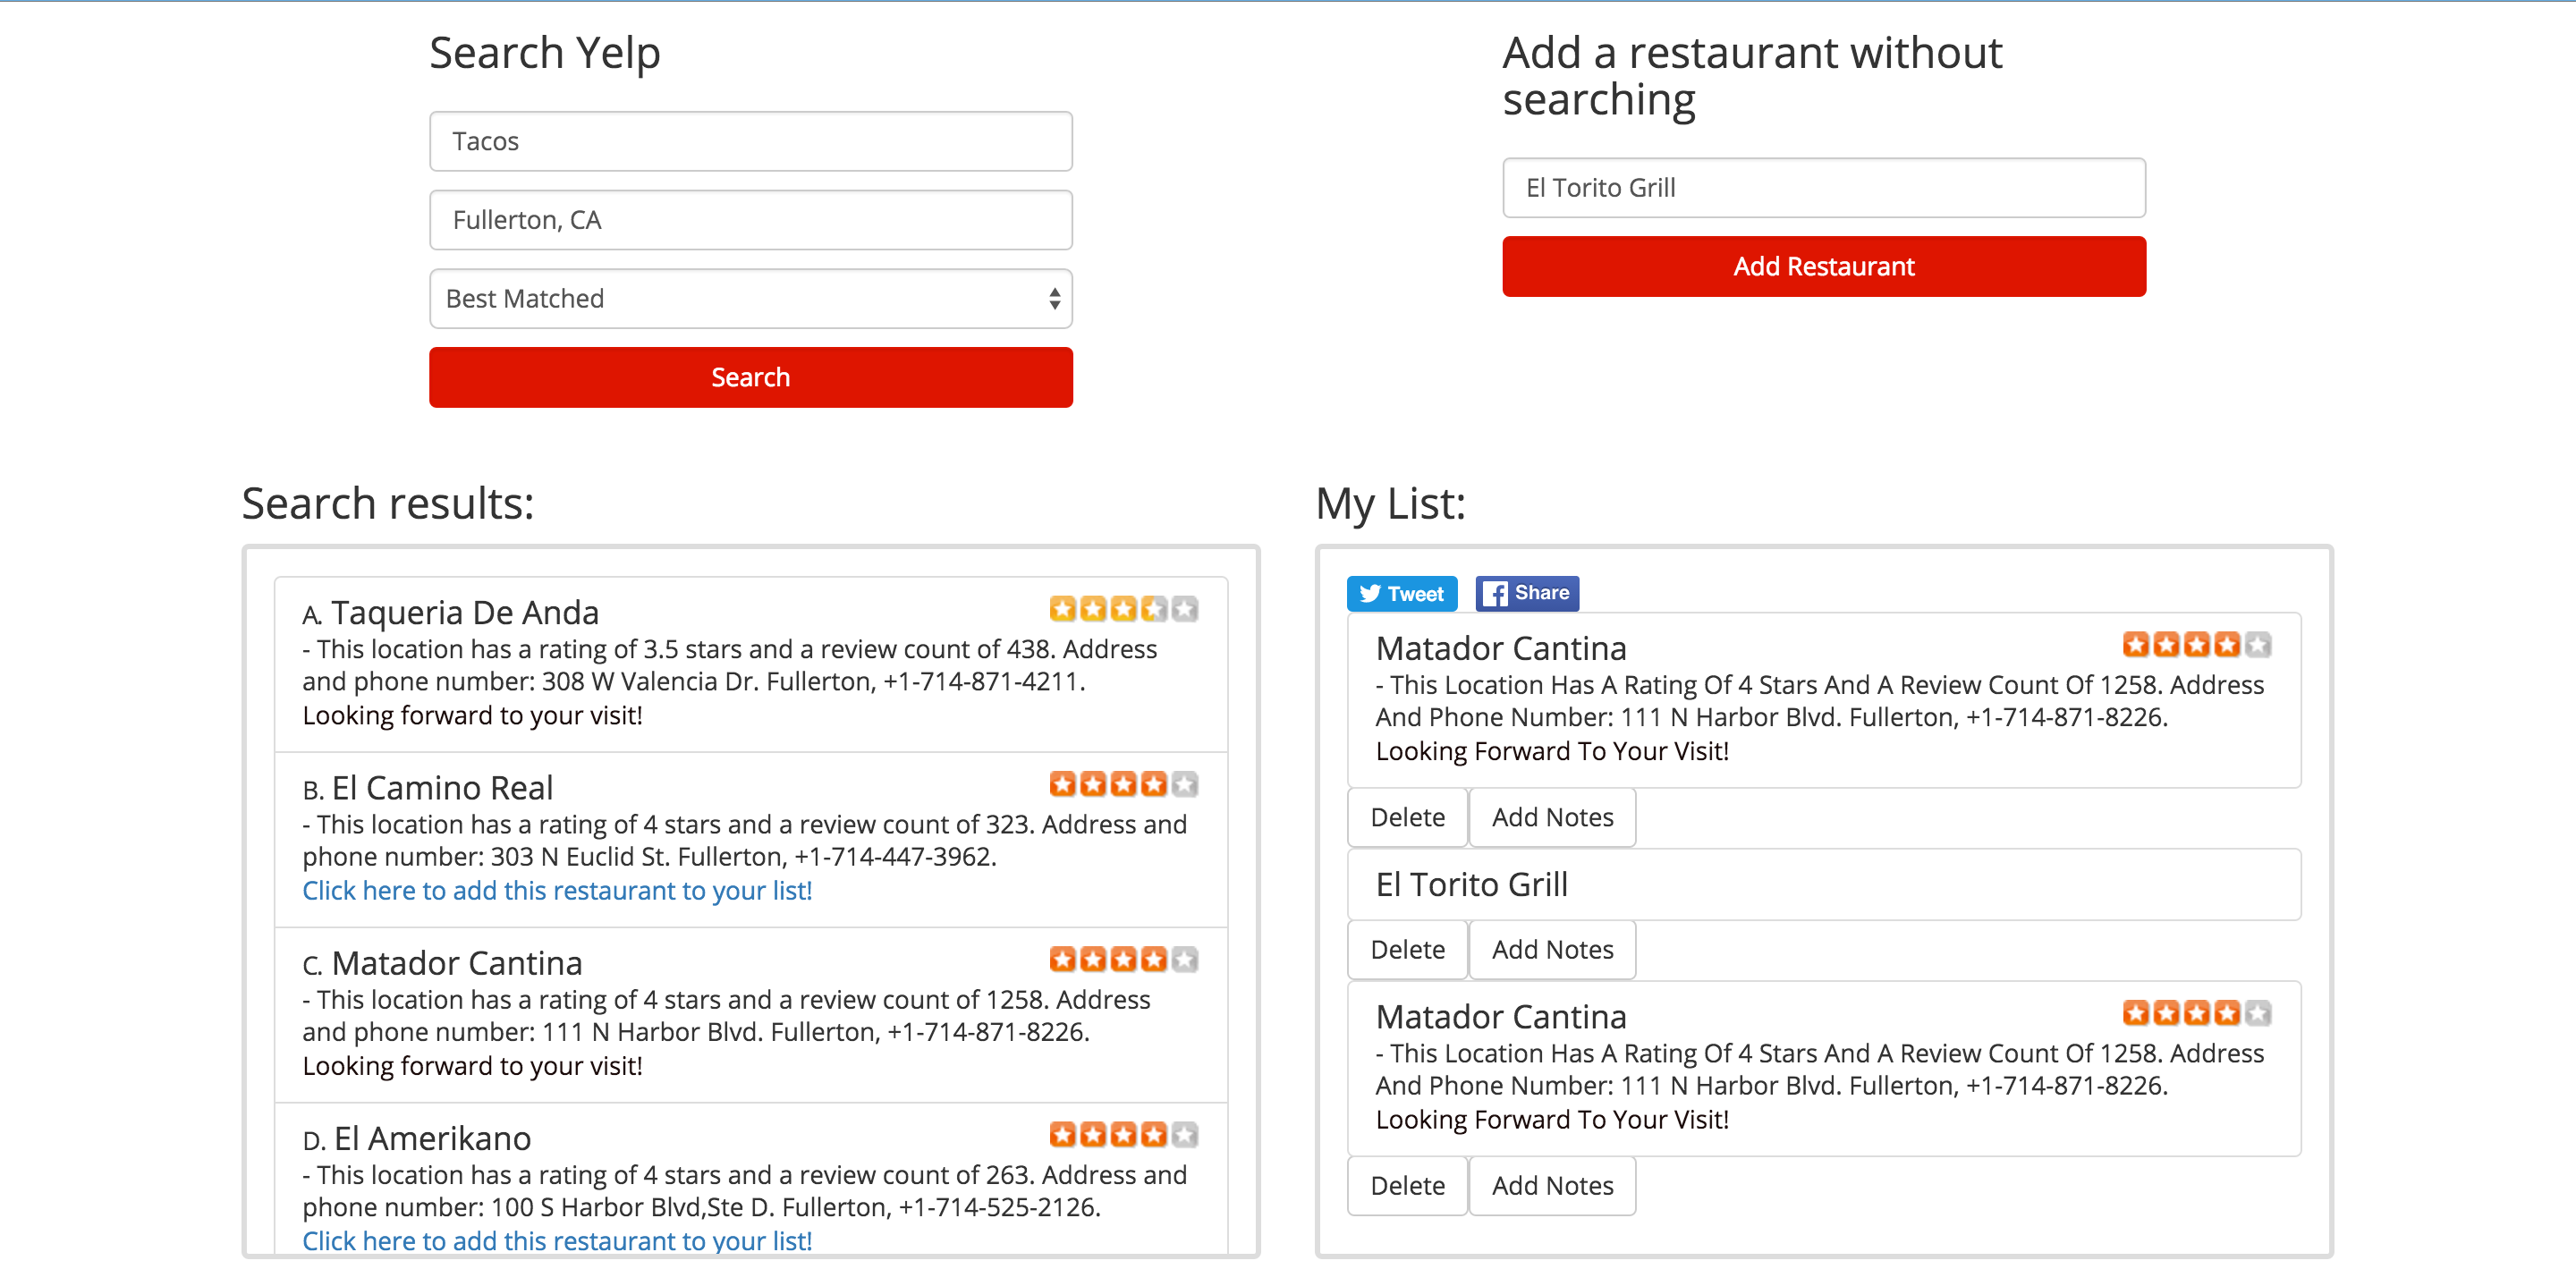 Search Yelp
Tacos
Fullerton, CA
Best Matched
Search
Add a restaurant without
searching
El Torito Grill
Add Restaurant
Search results:
A. Taqueria De Anda
- This location has a rating of 3.5 stars and a review count of 438. Address
and phone number: 308 W Valencia Dr. Fullerton, +1-714-871-4211.
Looking forward to your visit!
B. El Camino Real
- This location has a rating of 4 stars and a review count of 323. Address and
phone number: 303 N Euclid St. Fullerton, +1-714-447-3962.
Click here to add this restaurant to your list!
C. Matador Cantina
- This location has a rating of 4 stars and a review count of 1258. Address
and phone number: 111 N Harbor Blvd. Fullerton, +1-714-871-8226.
Looking forward to your visit!
D. El Amerikano
- This location has a rating of 4 stars and a review count of 263. Address and
phone number: 100 S Harbor Blvd,Ste D. Fullerton, +1-714-525-2126.
Click here to add this restaurant to your list!
My List:
Tweet
Share
Matador Cantina
- This Location Has A Rating Of 4 Stars And A Review Count Of 1258. Address
And Phone Number: 111 N Harbor Blvd. Fullerton, +1-714-871-8226.
Looking Forward To Your Visit!
Delete
Add Notes
El Torito Grill
Delete
Add Notes
Matador Cantina
- This Location Has A Rating Of 4 Stars And A Review Count Of 1258. Address
And Phone Number: 111 N Harbor Blvd. Fullerton, +1-714-871-8226.
Looking Forward To Your Visit!
Delete
Add Notes